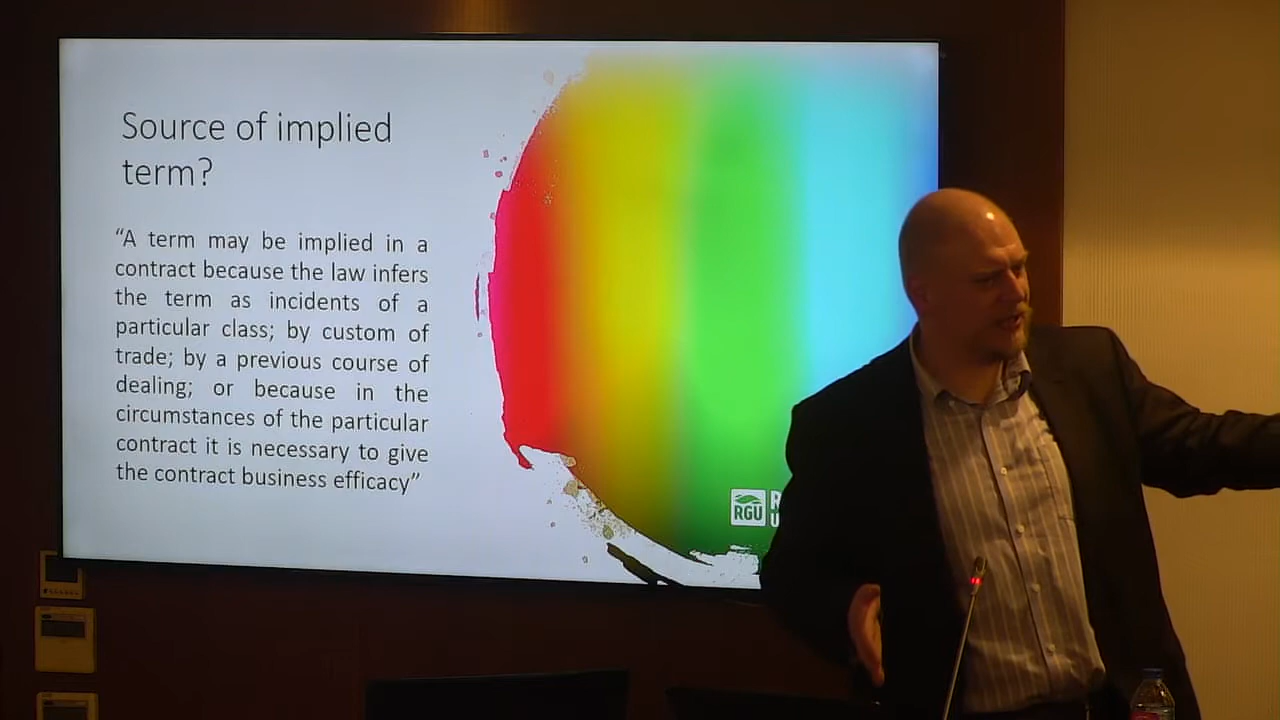 Source of implied
term?
“A term may be implied in a
contract because the law infers
the term as incidents of a
particular class; by custom of
trade; by a previous course of
dealing; or because in the
circumstances of the particular
contract it is necessary to give
the contract business efficacy”
RGU